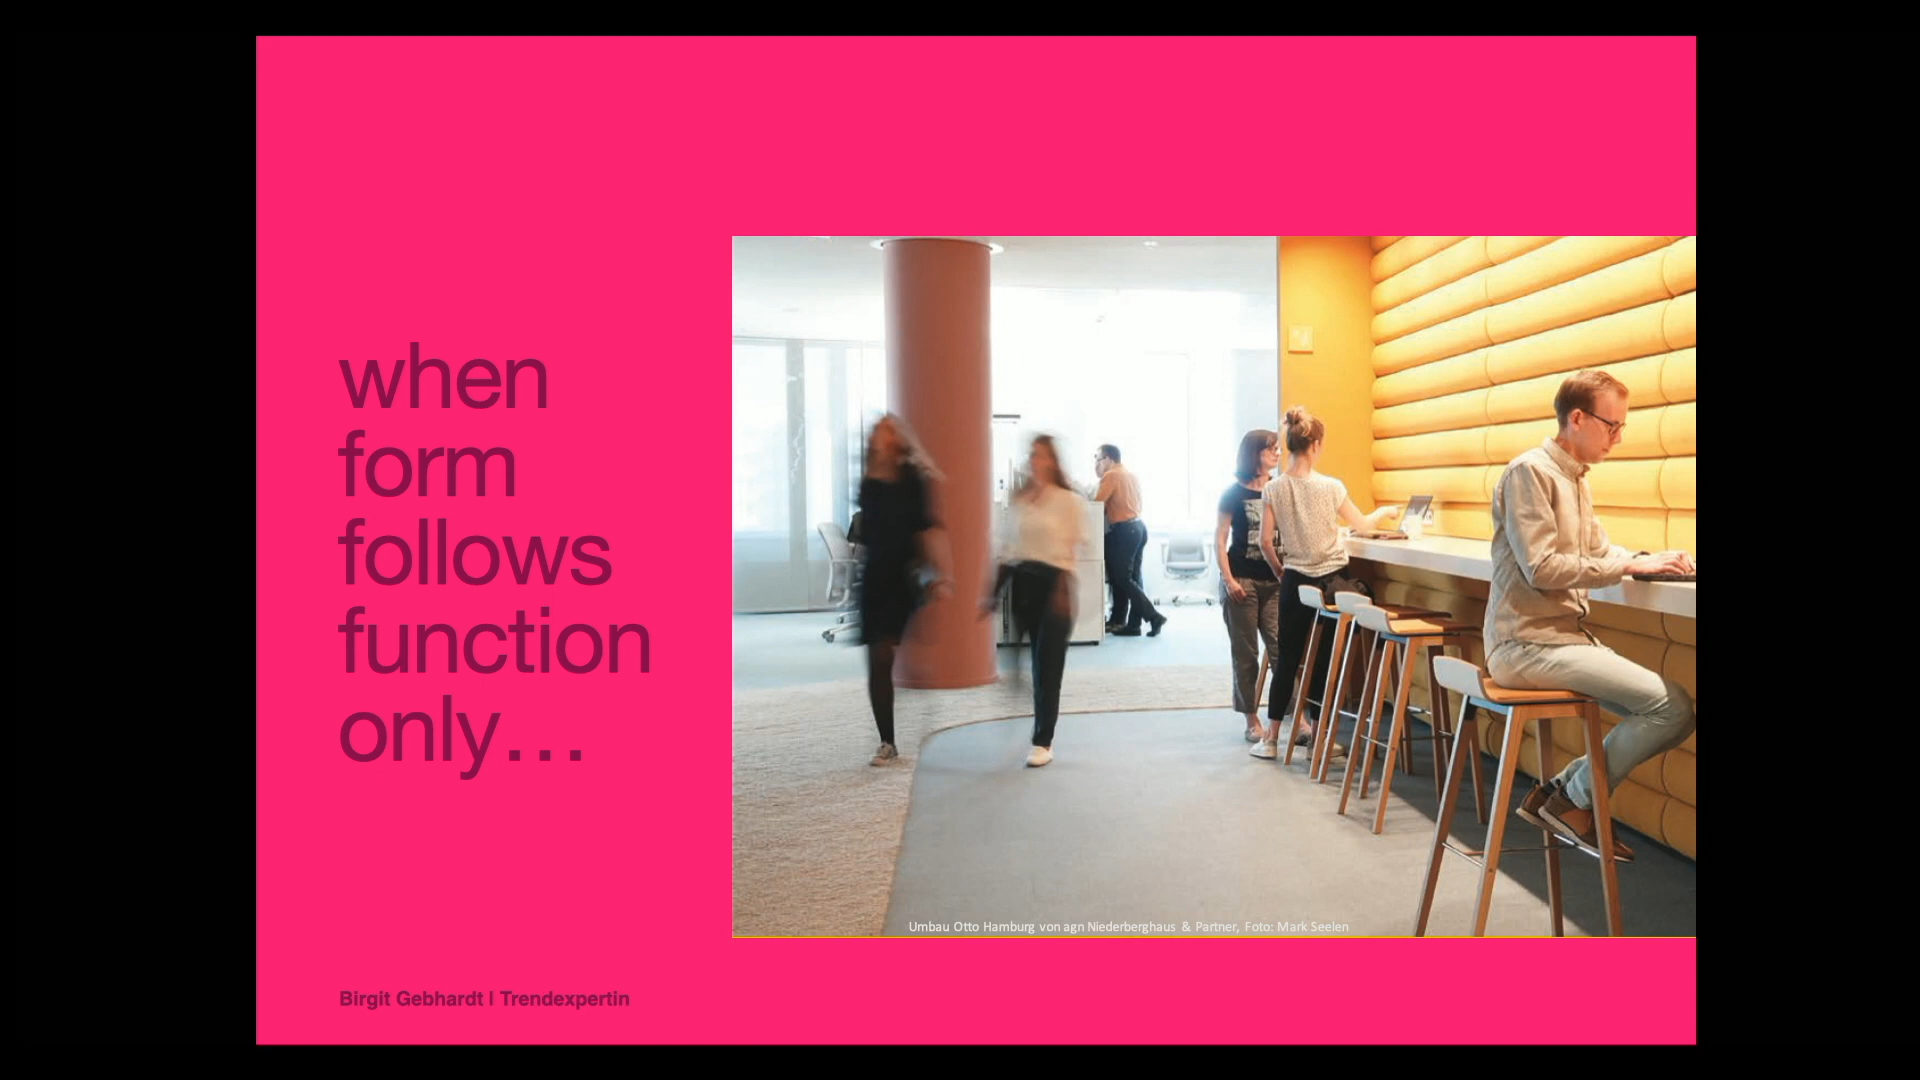 when
form
follows
function
only…
Umbau Otto Hamburg von agn Niederberghaus & Partner, Foto: Mark Seelen
Birgit Gebhardt I Trendexpertin